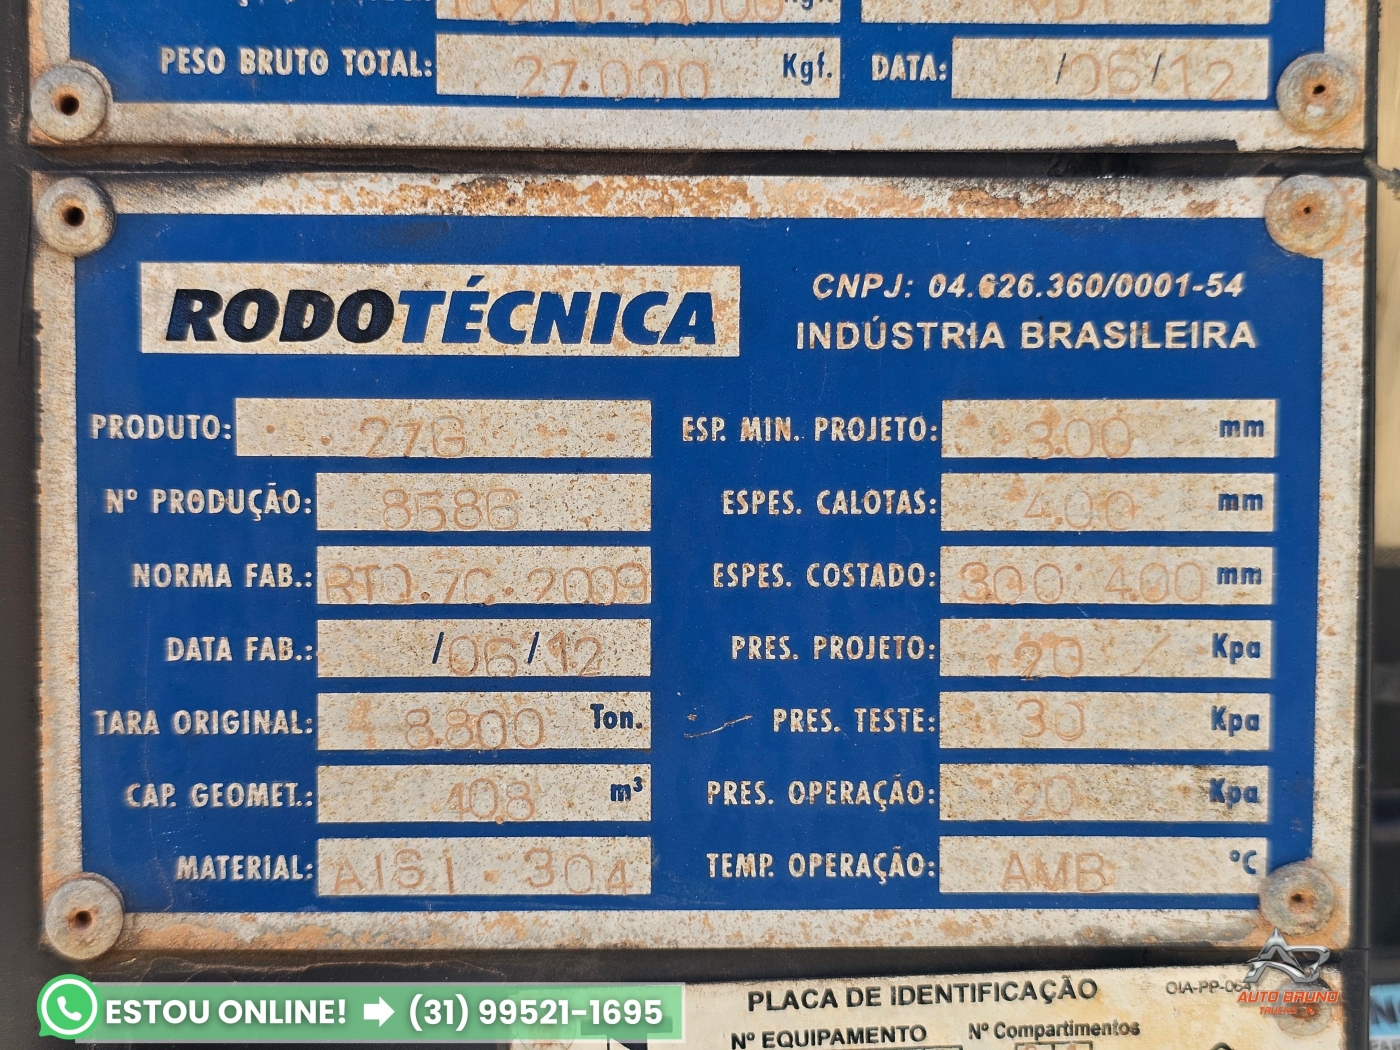 PESO BRUTO TOTAL: 27.000 Kgf. DATA: /06/12
RODOTÉCNICA
CNPJ: 04.626.360/0001-54
INDÚSTRIA BRASILEIRA
PRODUTO: 27G
Nº PRODUÇÃO: 8586
NORMA FAB.: RTQ.7C.2009
DATA FAB.: /06/12
TARA ORIGINAL: 8.800 Ton.
CAP. GEOMET.: 40,8 m³
MATERIAL: AISI 304
ESP. MIN. PROJETO: 3.00 mm
ESPES. CALOTAS: 4.00 mm
ESPES. COSTADO: 300 4.00 mm
PRES. PROJETO: 20 Kpa
PRES. TESTE: 30 Kpa
PRES. OPERAÇÃO: 20 Kpa
TEMP. OPERAÇÃO: AMB ºC
PLACA DE IDENTIFICAÇÃO
Nº EQUIPAMENTO Nº Compartimentos
ESTOU ONLINE! (31) 99521-1695
AUTO BRUNO